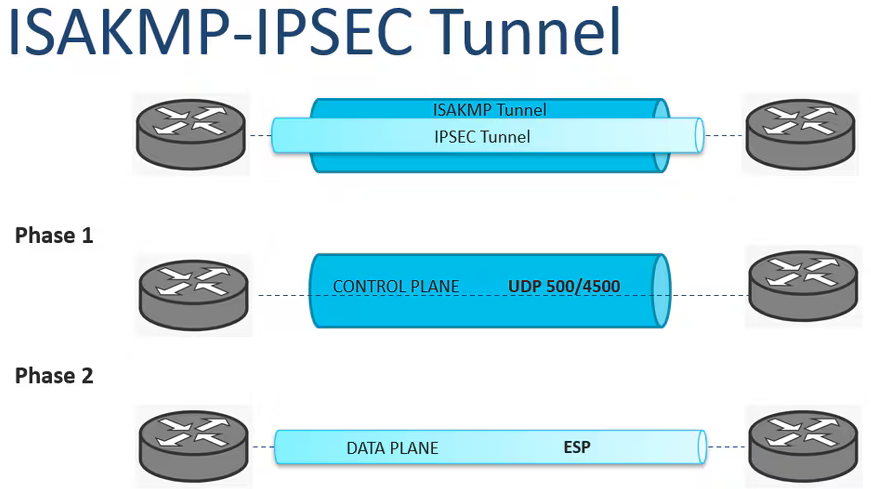 ISAKMP-IPSEC Tunnel
ISAKMP Tunnel
IPSEC Tunnel
Phase 1
CONTROL PLANE UDP 500/4500
Phase 2
DATA PLANE ESP